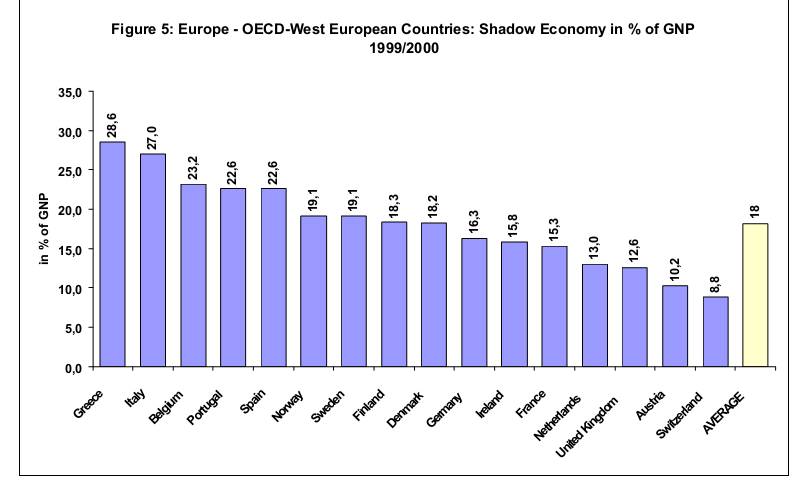 Figure 5: Europe - OECD-West European Countries: Shadow Economy in % of GNP
1999/2000
in % of GNP
35,0
30,0
25,0
20,0
15,0
10,0
5,0
0,0
28,6
27,0
23,2
22,6
22,6
19,1
19,1
18,3
18,2
16,3
15,8
15,3
13,0
12,6
10,2
8,8
18
Greece
Italy
Belgium
Portugal
Spain
Norway
Sweden
Finland
Denmark
Germany
Ireland
France
Netherlands
United Kingdom
Austria
Switzerland
AVERAGE